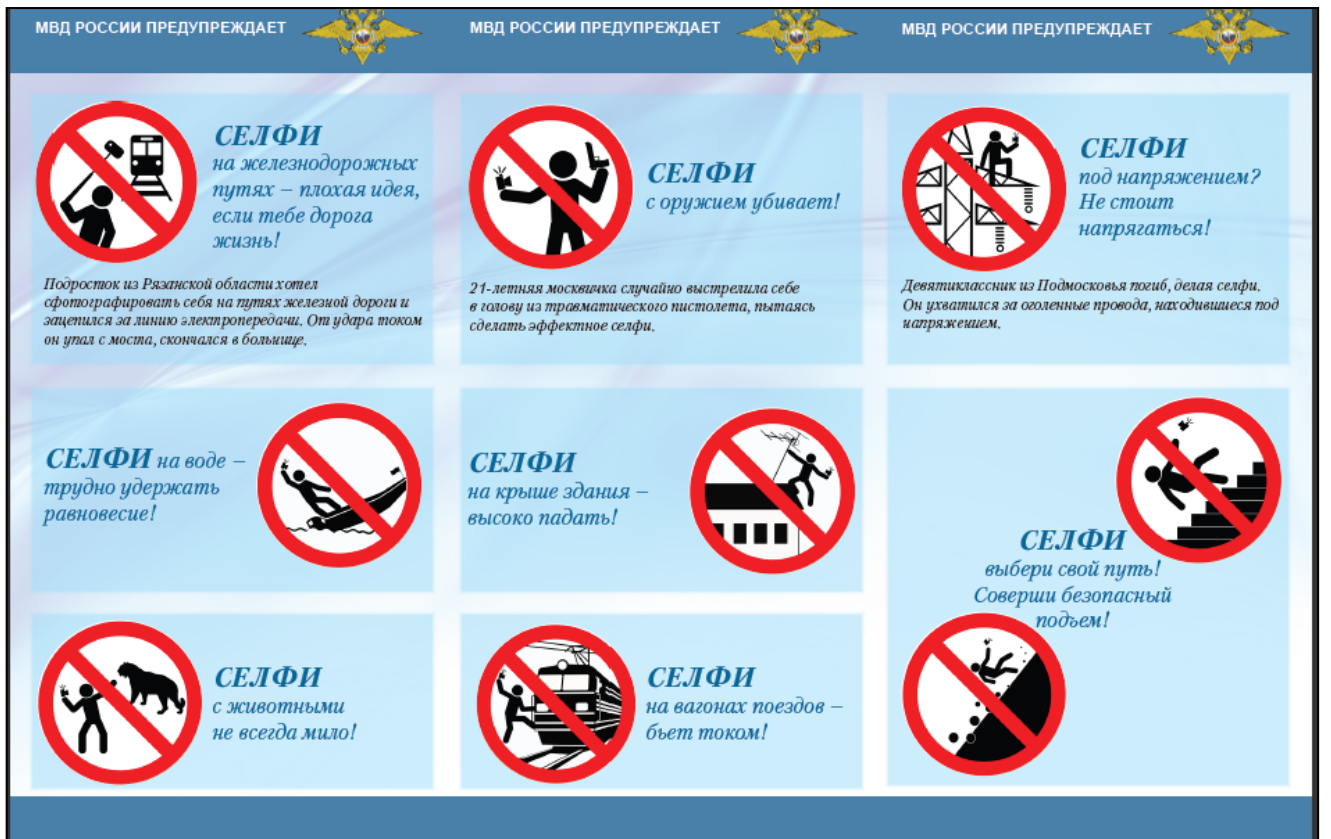 МВД РОССИИ ПРЕДУПРЕЖДАЕТ
СЕЛФИ
на железнодорожных
путях – плохая идея,
если тебе дорога
жизнь!
Подросток из Рязанской области хотел
сфотографировать себя на путях железной дороги и
зацепился за линию электропередачи. От удара током
он упал с моста, скончался в больнице.
СЕЛФИ на воде –
трудно удержать
равновесие!
СЕЛФИ
с животными
не всегда мило!
МВД РОССИИ ПРЕДУПРЕЖДАЕТ
СЕЛФИ
с оружием убивает!
21-летняя москвичка случайно выстрелила себе
в голову из травматического пистолета, пытаясь
сделать эффектное селфи.
СЕЛФИ
на крыше здания –
высоко падать!
СЕЛФИ
на вагонах поездов –
бьет током!
МВД РОССИИ ПРЕДУПРЕЖДАЕТ
СЕЛФИ
под напряжением?
Не стоит
напрягаться!
Девятиклассник из Подмосковья погиб, делая селфи.
Он ухватился за оголенные провода, находившиеся под
напряжением.
СЕЛФИ
выбери свой путь!
Соверши безопасный
подъем!